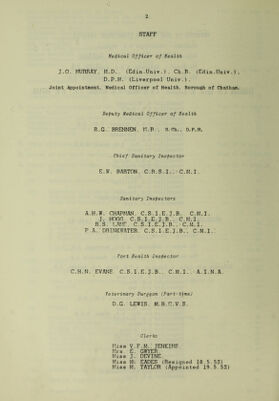 2
STAFF
Medical Officer of Health
J.O. MURRAY, M.D., (Edin.Univ.), Ch.B. (Edin.Univ.),
D.P.H. (Liverpool Univ.).
Joint Appointment, Medical Officer of Health, Borough of Chatham.
Deputy Medical Officer of Health
R.G. BRENNEN, M.B., B.Ch., D.P.H.
Chief Sanitary Inspector
E.W. BARTON, C.R.S.I., C.M.I.
Sanitary Inspectors
A.H.W. CHAPMAN, C.S.I.E.J.B., C.M.I.
J. HOGG, C.S.I.E.J.B., C.M.I.
R.S. LANE, C.S.I.E.J.B., C.M.I.
P.A. DRINKWATER, C.S.I.E.J.B., C.M.I.
Port Health Inspector
C.H.N. EVANS, C.S.I.E.J.B., C.M.I., A.I.N.A.
Veterinary Surgeon (Part-time)
D.G. LEWIS, M.R.C.V.S.
Clerks
Miss V.F.M. JENKINS.
Mrs. E. GWYER
Miss J. DEVINE.
Miss M. EADES (Resigned 18.5.53)
Miss M. TAYLOR (Appointed 19.5.53)